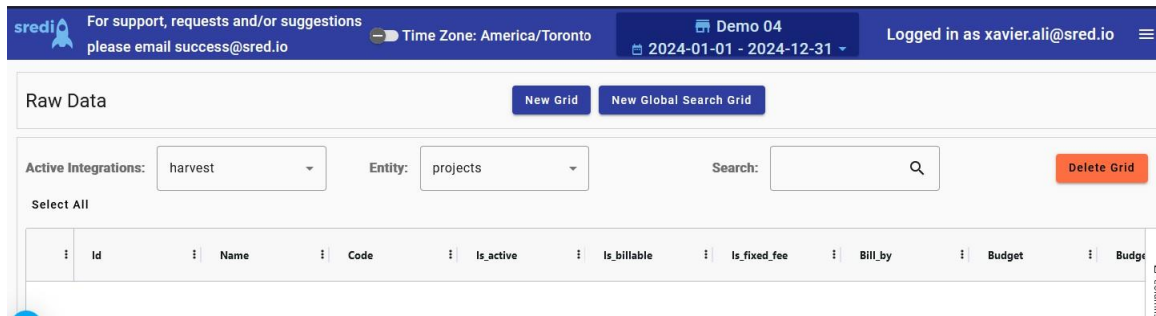 sredio
For support, requests and/or suggestions
please email success@sred.io
Time Zone: America/Toronto
Demo 04
2024-01-01 - 2024-12-31
Logged in as xavier.ali@sred.io
Raw Data
New Grid
New Global Search Grid
Active Integrations: harvest
Entity: projects
Search:
Delete Grid
Select All
Id Name Code Is_active Is_billable Is_fixed_fee Bill_by Budget Budge